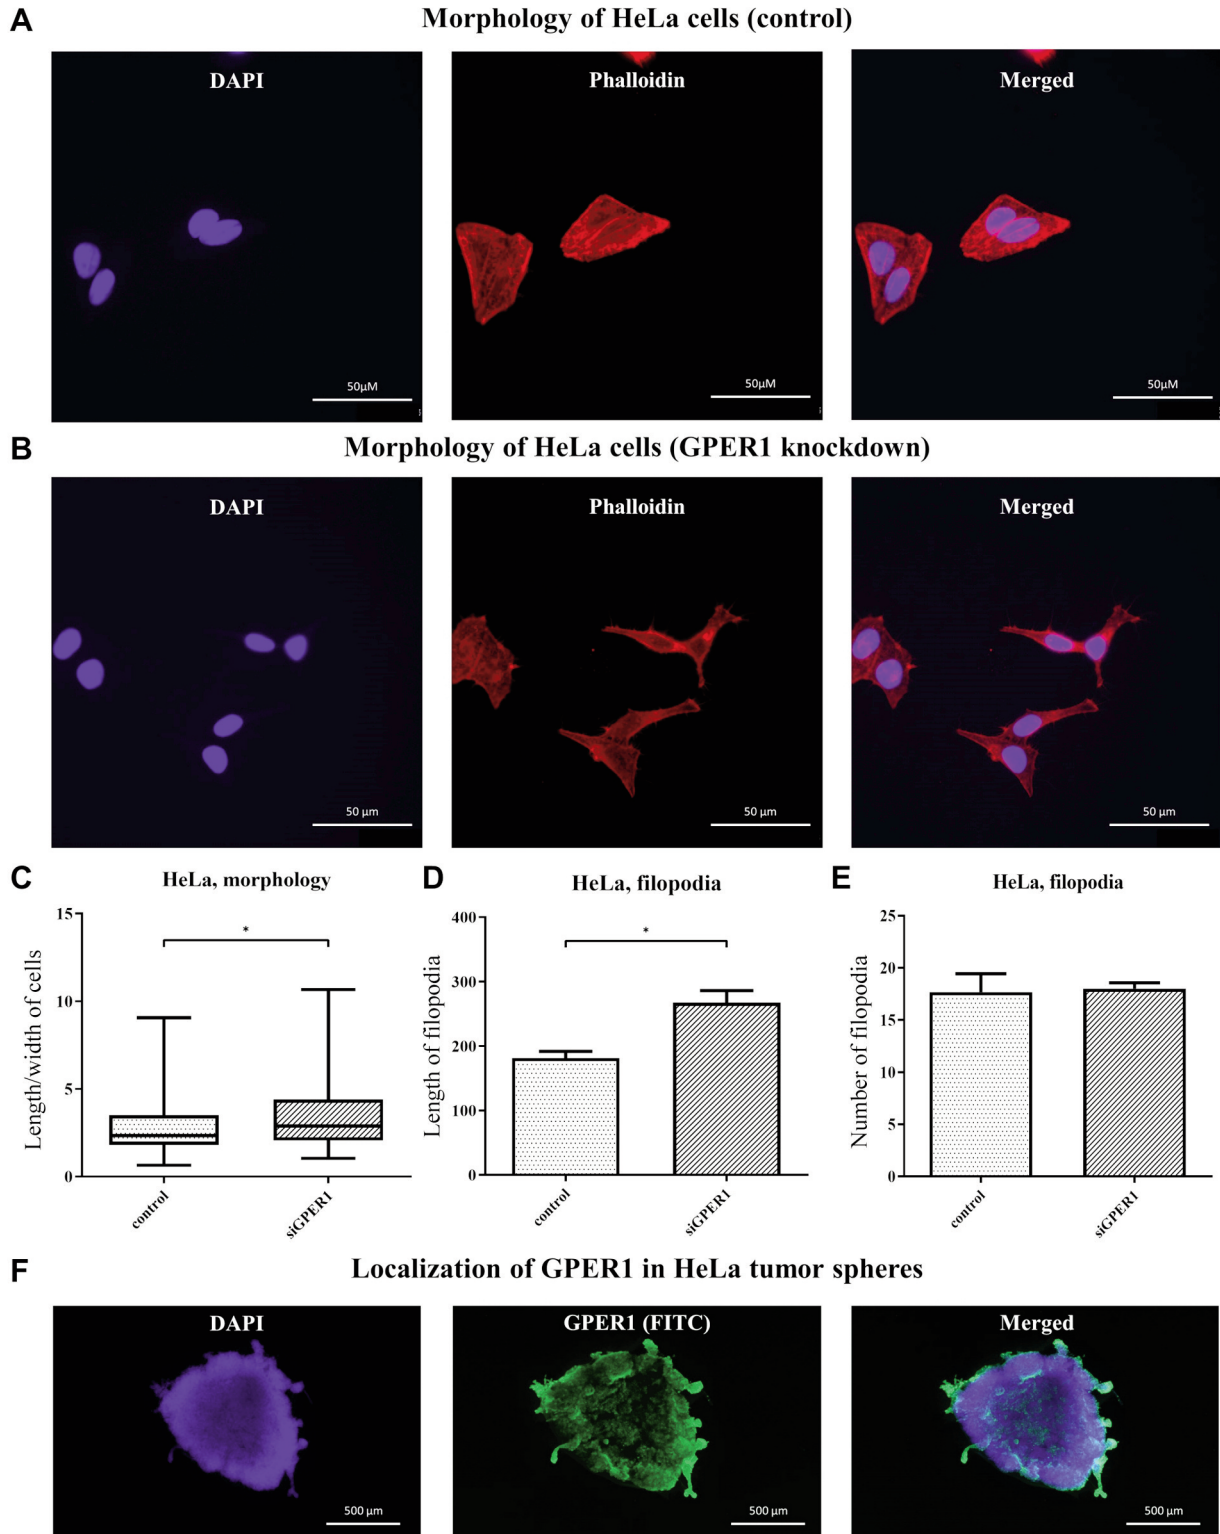 A
Morphology of HeLa cells (control)
DAPI
Phalloidin
Merged
50µM
50µM
50µM
B
Morphology of HeLa cells (GPER1 knockdown)
DAPI
Phalloidin
Merged
50 µm
50 µm
50 µm
C
HeLa, morphology
Length/width of cells
15
10
5
0
*
control
siGPER1
D
HeLa, filopodia
Length of filopodia
400
300
200
100
0
*
control
siGPER1
E
HeLa, filopodia
Number of filopodia
25
20
15
10
5
0
control
siGPER1
F
Localization of GPER1 in HeLa tumor spheres
DAPI
GPER1 (FITC)
Merged
500 µm
500 µm
500 µm